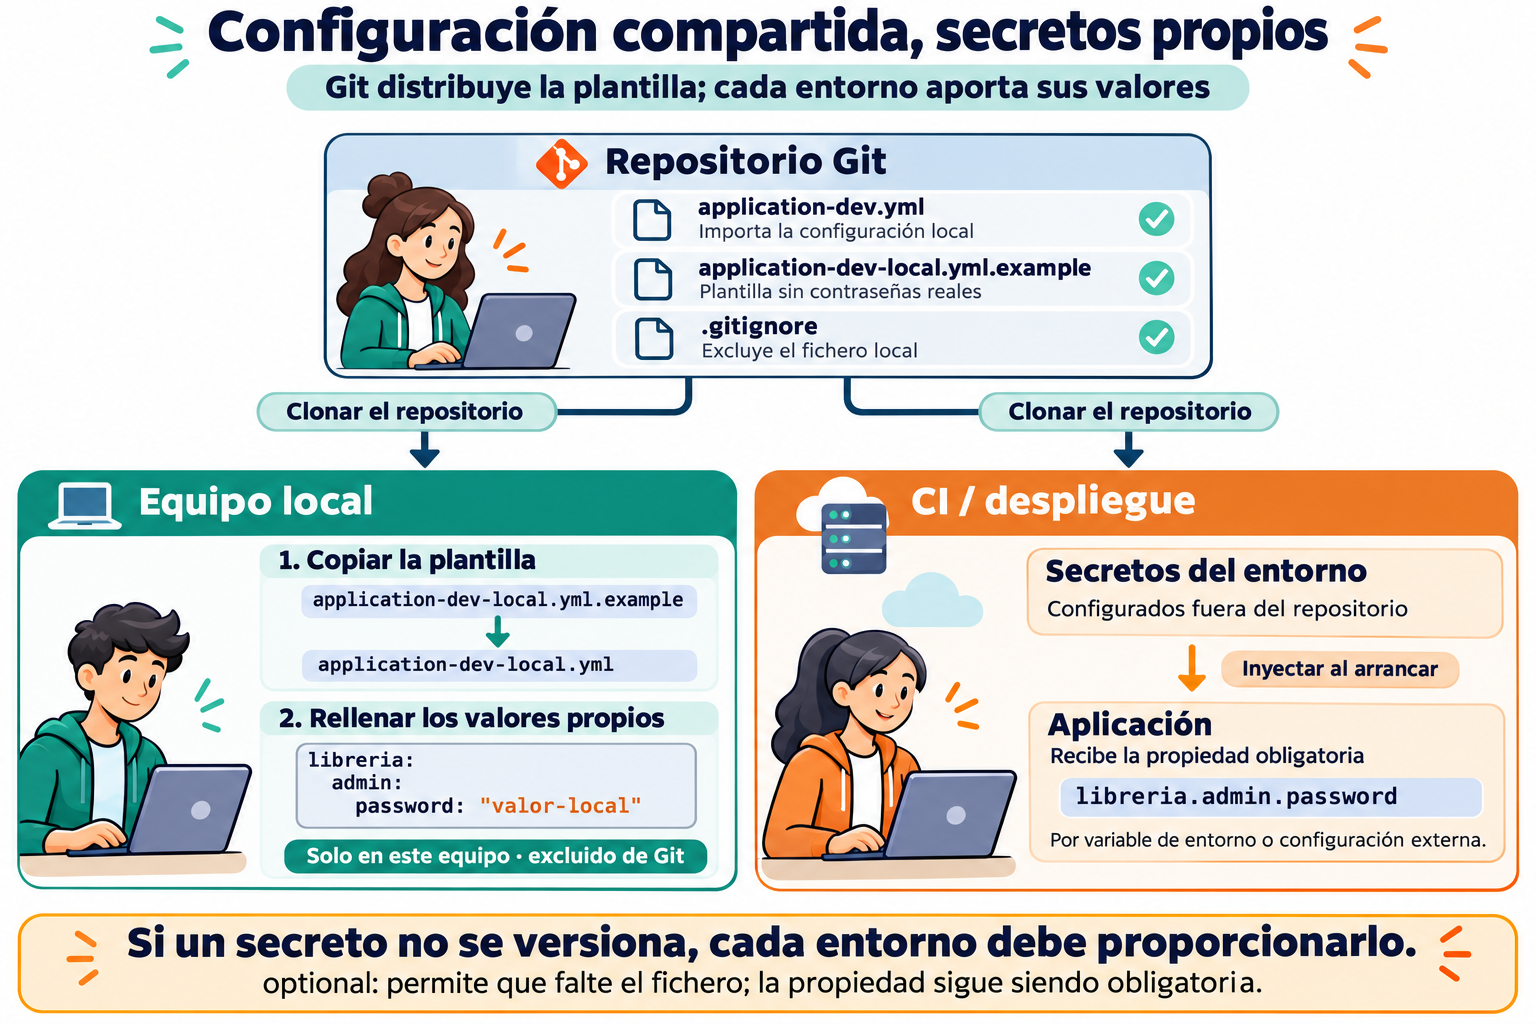 Configuración compartida, secretos propios
Git distribuye la plantilla; cada entorno aporta sus valores
Repositorio Git
application-dev.yml
Importa la configuración local
application-dev-local.yml.example
Plantilla sin contraseñas reales
.gitignore
Excluye el fichero local
Clonar el repositorio
Clonar el repositorio
Equipo local
1. Copiar la plantilla
application-dev-local.yml.example
application-dev-local.yml
2. Rellenar los valores propios
libreria:
admin:
password: "valor-local"
Solo en este equipo · excluido de Git
CI / despliegue
Secretos del entorno
Configurados fuera del repositorio
Inyectar al arrancar
Aplicación
Recibe la propiedad obligatoria
libreria.admin.password
Por variable de entorno o configuración externa.
Si un secreto no se versiona, cada entorno debe proporcionarlo.
optional: permite que falte el fichero; la propiedad sigue siendo obligatoria.